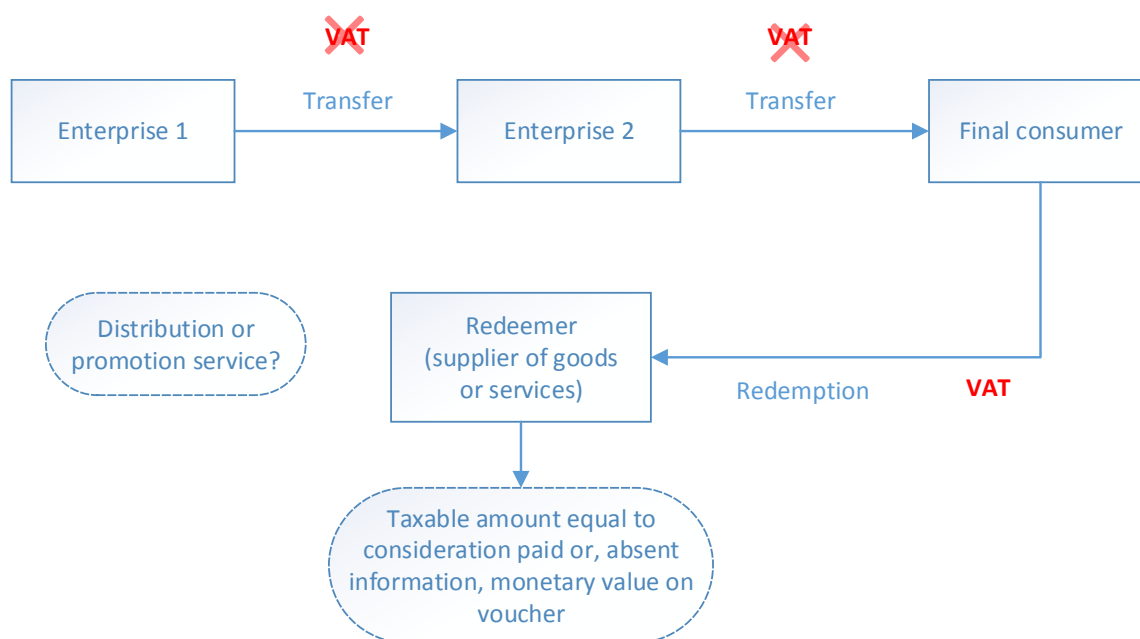 VAT
VAT
Transfer
Transfer
Enterprise 1
Enterprise 2
Final consumer
Distribution or
promotion service?
Redeemer
(supplier of goods
or services)
Redemption
VAT
Taxable amount equal to
consideration paid or, absent
information, monetary value on
voucher